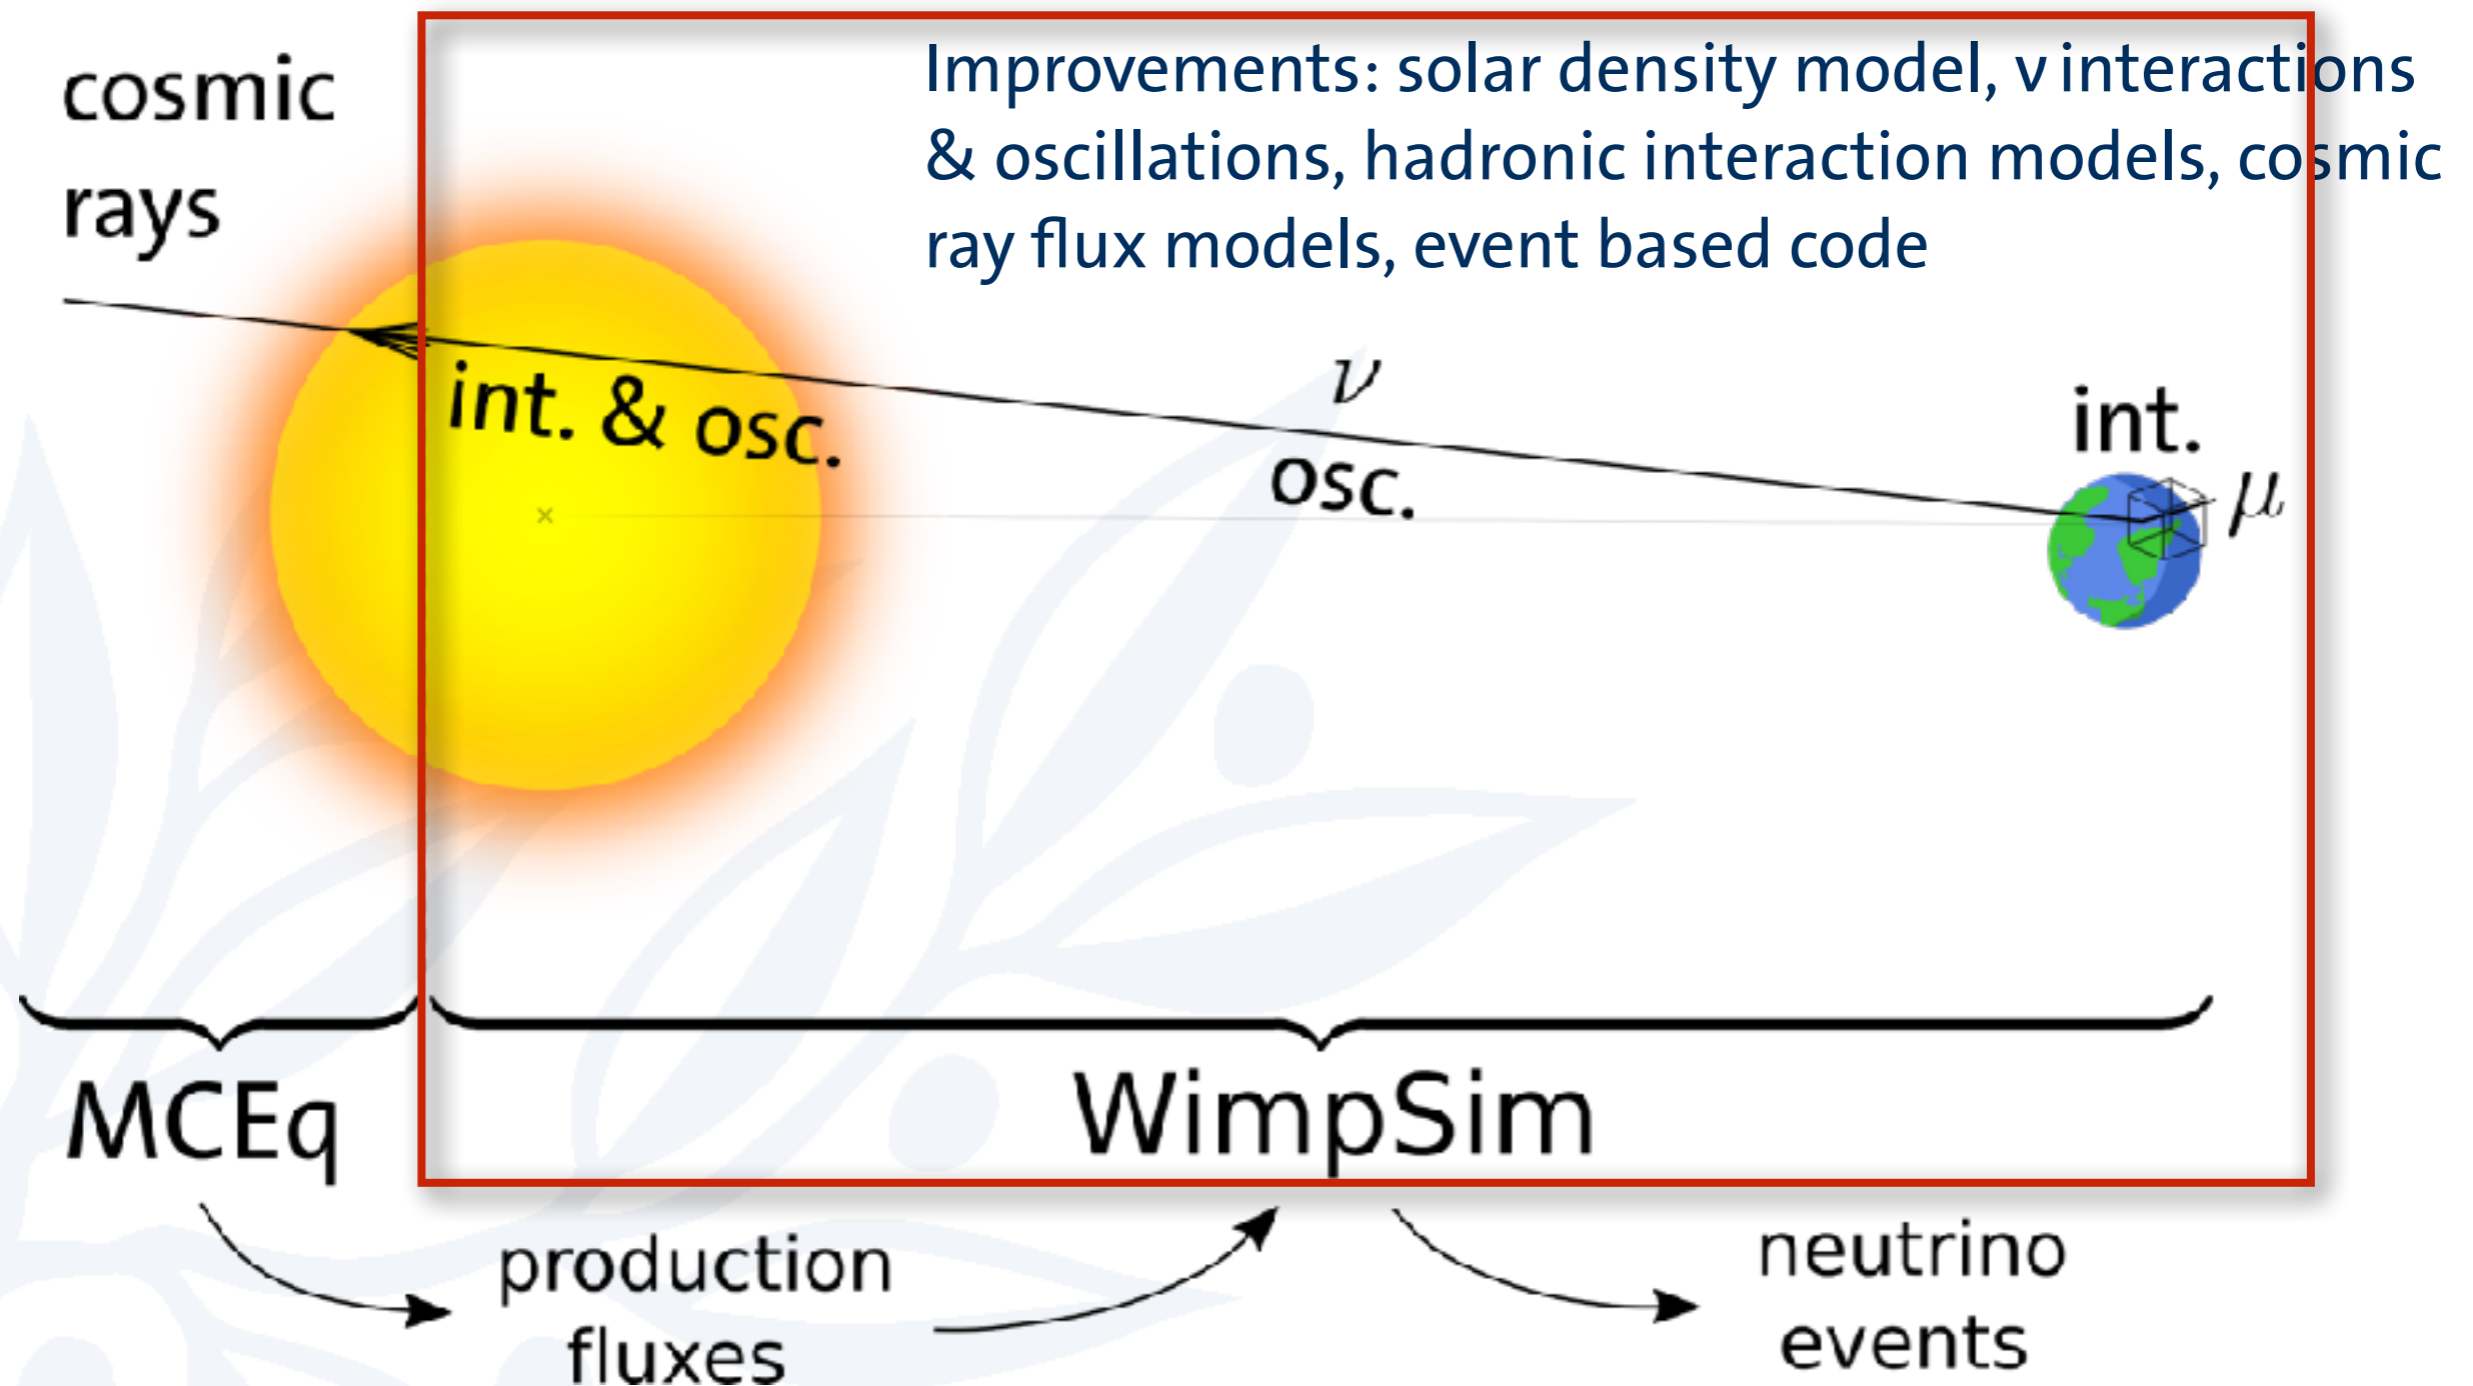 cosmic
rays
Improvements: solar density model, ν interactions
& oscillations, hadronic interaction models, cosmic
ray flux models, event based code
int. & osc.
ν
osc.
int.
μ
MCEq
WimpSim
production
fluxes
neutrino
events